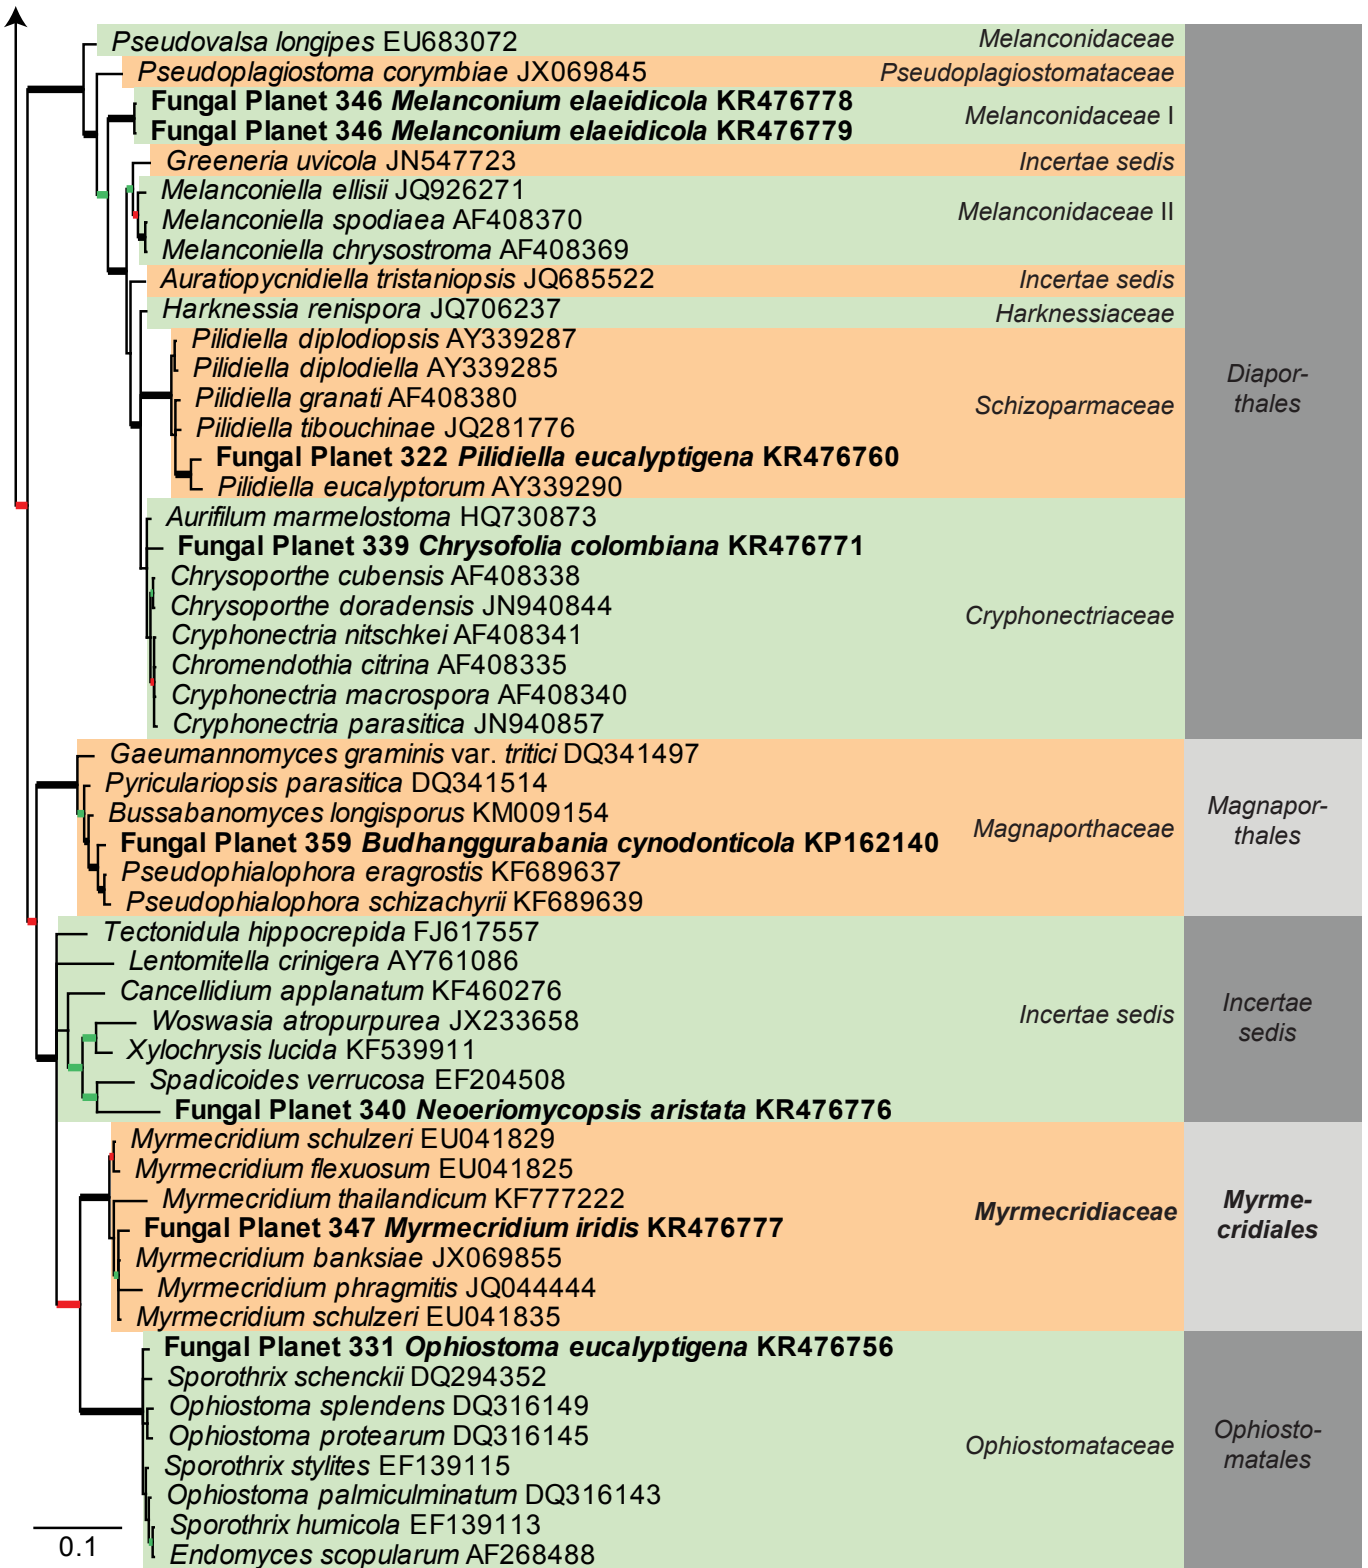 Pseudovalsa longipes EU683072 Melanconidaceae
Pseudoplagiostoma corymbiae JX069845 Pseudoplagiostomataceae
Fungal Planet 346 Melanconium elaeidicola KR476778
Melanconidaceae I
Fungal Planet 346 Melanconium elaeidicola KR476779
Greeneria uvicola JN547723 Incertae sedis
Melanconiella ellisii JQ926271
Melanconiella spodiaea AF408370 Melanconidaceae II
Melanconiella chrysostroma AF408369
Auratiopycnidiella tristaniopsis JQ685522 Incertae sedis
Harknessia renispora JQ706237 Harknessiaceae
Pilidiella diplodiopsis AY339287
Pilidiella diplodiella AY339285
Pilidiella granati AF408380
Schizoparmaceae
Pilidiella tibouchinae JQ281776
Fungal Planet 322 Pilidiella eucalyptigena KR476760
Pilidiella eucalyptorum AY339290
Aurifilum marmelostoma HQ730873
Fungal Planet 339 Chrysofolia colombiana KR476771
Chrysoporthe cubensis AF408338
Chrysoporthe doradensis JN940844
Cryphonectriaceae
Cryphonectria nitschkei AF408341
Chromendothia citrina AF408335
Cryphonectria macrospora AF408340
Cryphonectria parasitica JN940857
Diapor-
thales
Gaeumannomyces graminis var. tritici DQ341497
Pyriculariopsis parasitica DQ341514
Bussabanomyces longisporus KM009154
Magnaporthaceae
Fungal Planet 359 Budhanggurabania cynodonticola KP162140
Pseudophialophora eragrostis KF689637
Pseudophialophora schizachyrii KF689639
Magnapor-
thales
Tectonidula hippocrepida FJ617557
Lentomitella crinigera AY761086
Cancellidium applanatum KF460276
Incertae sedis
Woswasia atropurpurea JX233658
Xylochrysis lucida KF539911
Spadicoides verrucosa EF204508
Fungal Planet 340 Neoeriomycopsis aristata KR476776
Incertae
sedis
Myrmecridium schulzeri EU041829
Myrmecridium flexuosum EU041825
Myrmecridium thailandicum KF777222
Myrmecridiaceae
Fungal Planet 347 Myrmecridium iridis KR476777
Myrmecridium banksiae JX069855
Myrmecridium phragmitis JQ044444
Myrmecridium schulzeri EU041835
Myrme-
cridiales
Fungal Planet 331 Ophiostoma eucalyptigena KR476756
Sporothrix schenckii DQ294352
Ophiostoma splendens DQ316149
Ophiostoma protearum DQ316145
Ophiostomataceae
Sporothrix stylites EF139115
Ophiostoma palmiculminatum DQ316143
Sporothrix humicola EF139113
Endomyces scopularum AF268488
Ophiosto-
matales
0.1